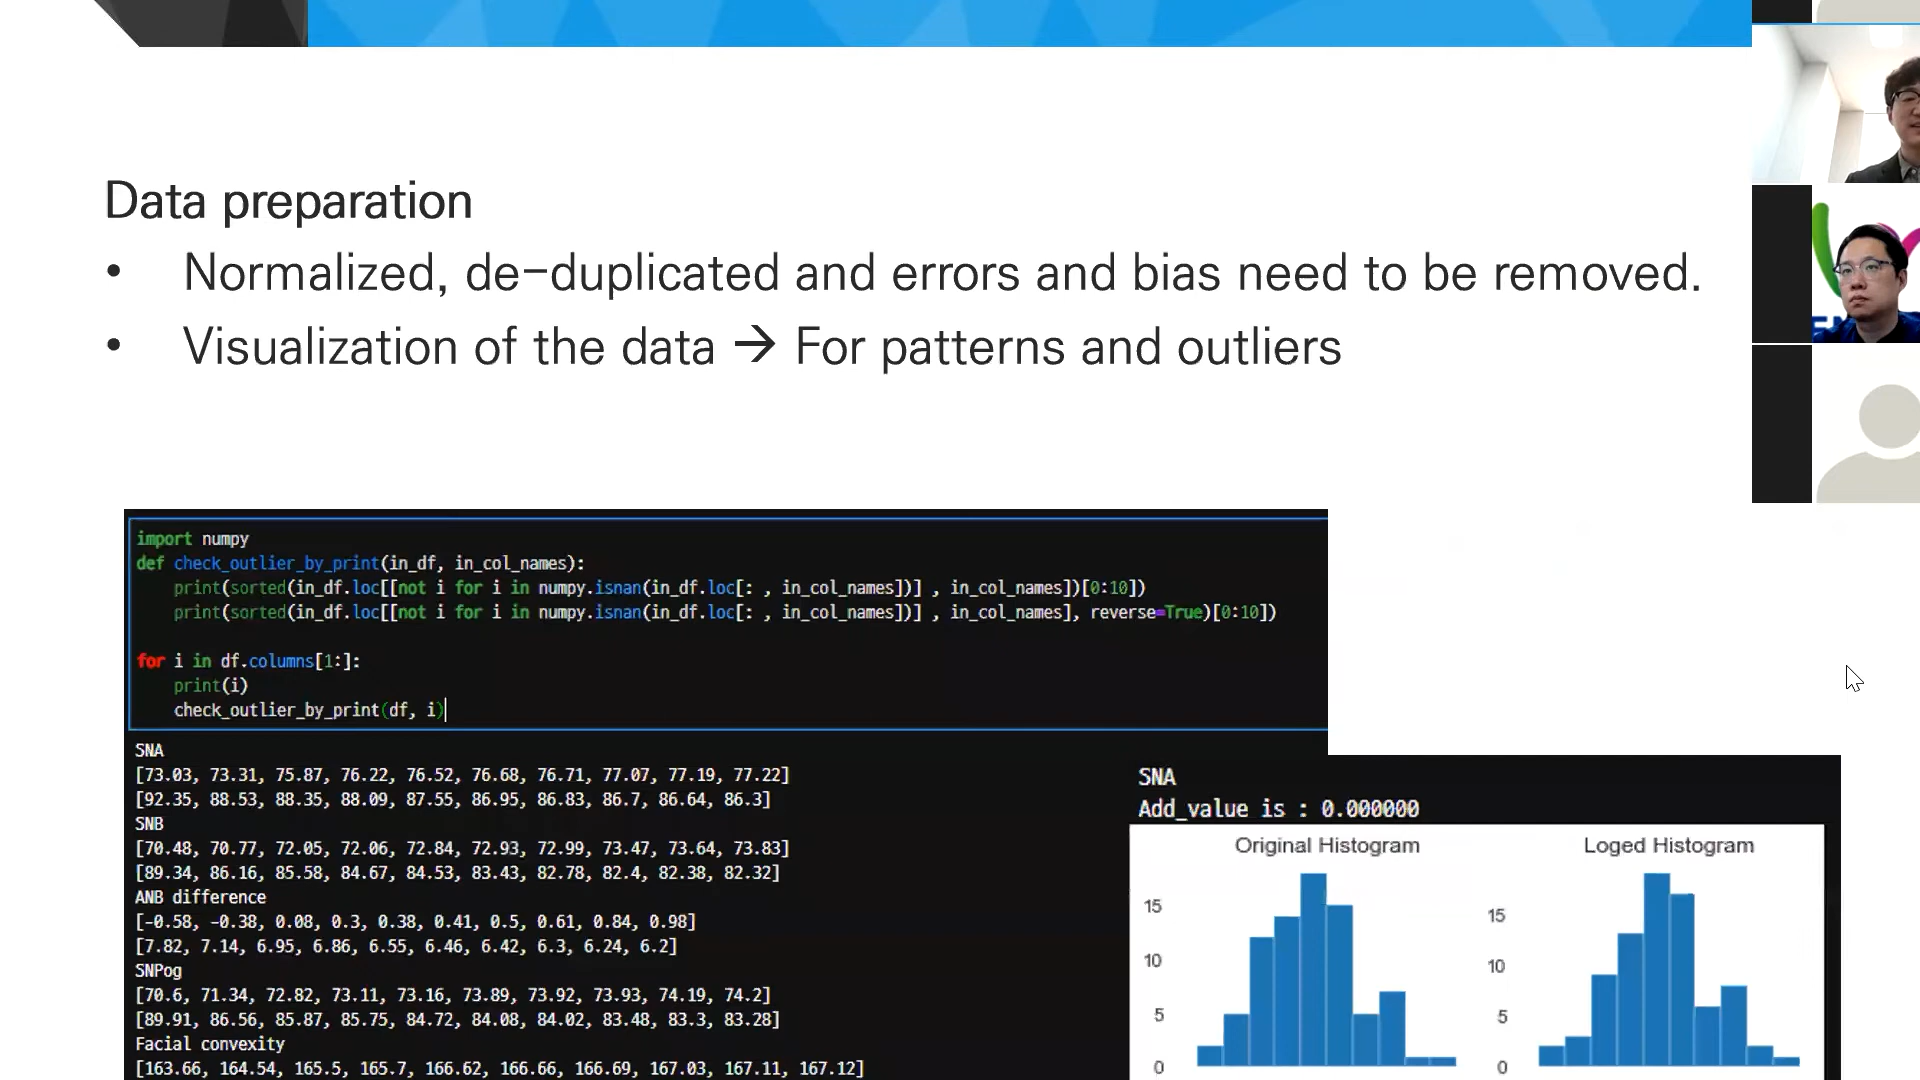 Data preparation
• Normalized, de-duplicated and errors and bias need to be removed.
• Visualization of the data → For patterns and outliers
import numpy
def check_outlier_by_print(in_df, in_col_names):
    print(sorted(in_df.loc[[not i for i in numpy.isnan(in_df.loc[: , in_col_names])] , in_col_names])[0:10])
    print(sorted(in_df.loc[[not i for i in numpy.isnan(in_df.loc[: , in_col_names])] , in_col_names], reverse=True)[0:10])
for i in df.columns[1:]:
    print(i)
    check_outlier_by_print(df, i)
SNA
[73.03, 73.31, 75.87, 76.22, 76.52, 76.68, 76.71, 77.07, 77.19, 77.22]
[92.35, 88.53, 88.35, 88.09, 87.55, 86.95, 86.83, 86.7, 86.64, 86.3]
SNB
[70.48, 70.77, 72.05, 72.06, 72.84, 72.93, 72.99, 73.47, 73.64, 73.83]
[89.34, 86.16, 85.58, 84.67, 84.53, 83.43, 82.78, 82.4, 82.38, 82.32]
ANB difference
[-0.58, -0.38, 0.08, 0.3, 0.38, 0.41, 0.5, 0.61, 0.84, 0.98]
[7.82, 7.14, 6.95, 6.86, 6.55, 6.46, 6.42, 6.3, 6.24, 6.2]
SNPog
[70.6, 71.34, 72.82, 73.11, 73.16, 73.89, 73.92, 73.93, 74.19, 74.2]
[89.91, 86.56, 85.87, 85.75, 84.72, 84.08, 84.02, 83.48, 83.3, 83.28]
Facial convexity
[163.66, 164.54, 165.5, 165.7, 166.62, 166.66, 166.69, 167.03, 167.11, 167.12]
SNA
Add_value is : 0.000000
Original Histogram
15
10
5
0
Loged Histogram
15
10
5
0